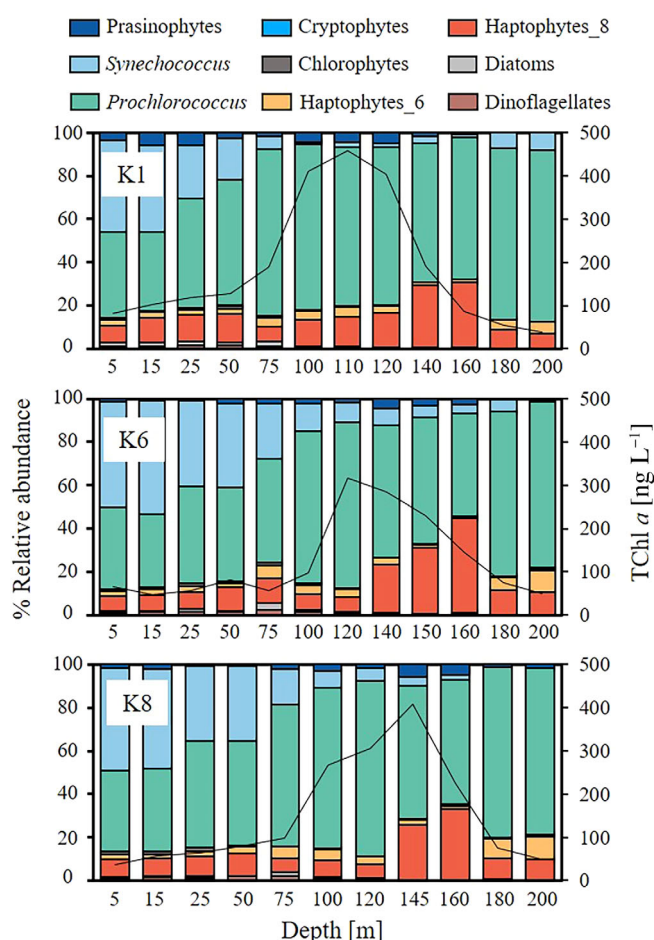 Prasinophytes Cryptophytes Haptophytes_8
Synechococcus Chlorophytes Diatoms
Prochlorococcus Haptophytes_6 Dinoflagellates
100 500
K1
80 400
60 300
40 200
20 100
0 0
5 15 25 50 75 100 110 120 140 160 180 200
100 500
K6
80 400
60 300
40 200
20 100
0 0
5 15 25 50 75 100 120 140 150 160 180 200
% Relative abundance
TChl a [ng L−1]
100 500
K8
80 400
60 300
40 200
20 100
0 0
5 15 25 50 75 100 120 145 160 180 200
Depth [m]